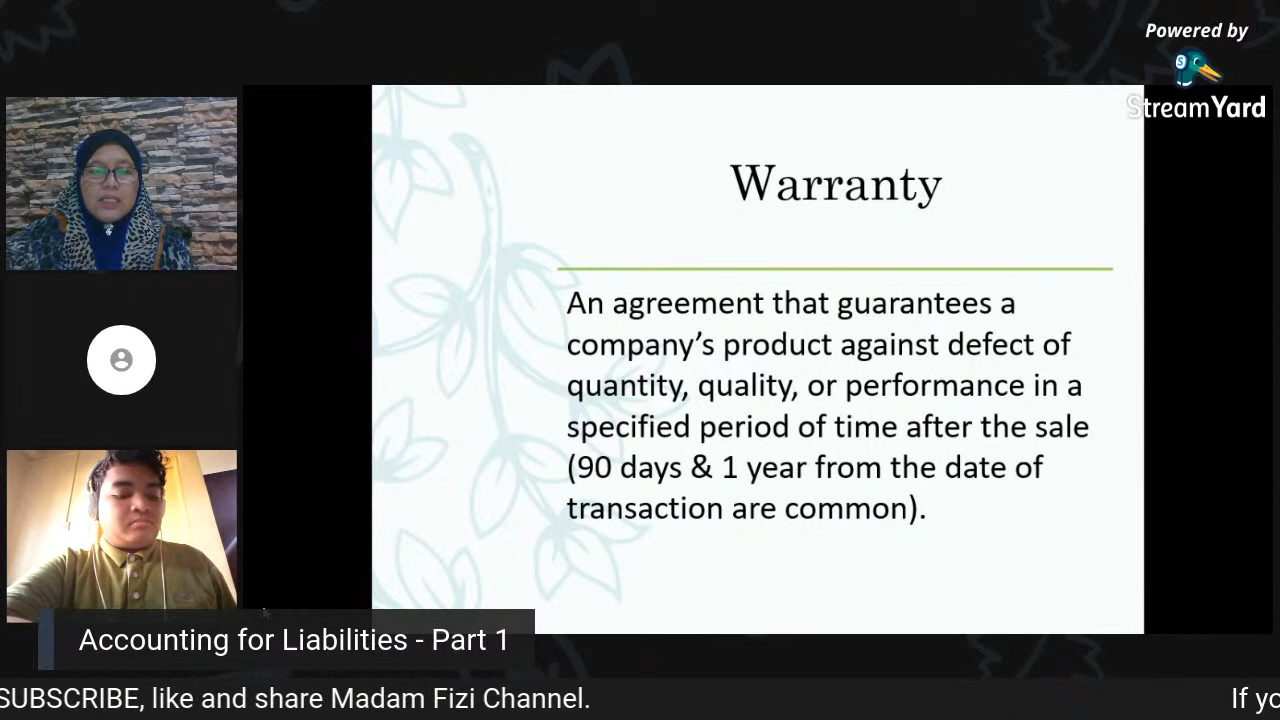 Powered by
StreamYard
Warranty
An agreement that guarantees a
company’s product against defect of
quantity, quality, or performance in a
specified period of time after the sale
(90 days & 1 year from the date of
transaction are common).
Accounting for Liabilities - Part 1
SUBSCRIBE, like and share Madam Fizi Channel.
If